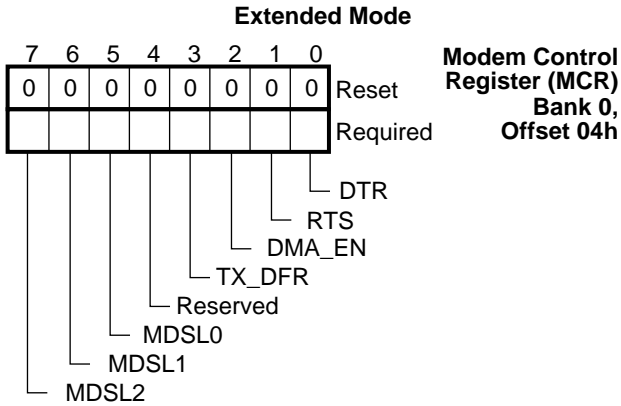 Extended Mode
7 6 5 4 3 2 1 0
Modem Control
Register (MCR)
Bank 0,
Offset 04h
0 0 0 0 0 0 0 0 Reset
Required
DTR
RTS
DMA_EN
TX_DFR
Reserved
MDSL0
MDSL1
MDSL2